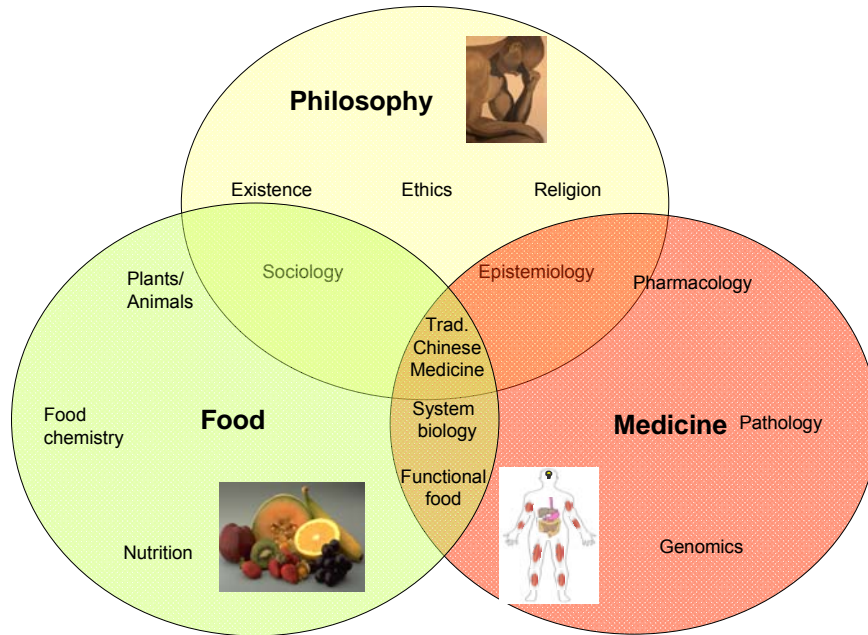 Philosophy
Existence
Ethics
Religion
Sociology
Epistemiology
Plants/
Animals
Pharmacology
Trad.
Chinese
Medicine
Food
chemistry
Food
System
biology
Medicine
Pathology
Functional
food
Nutrition
Genomics